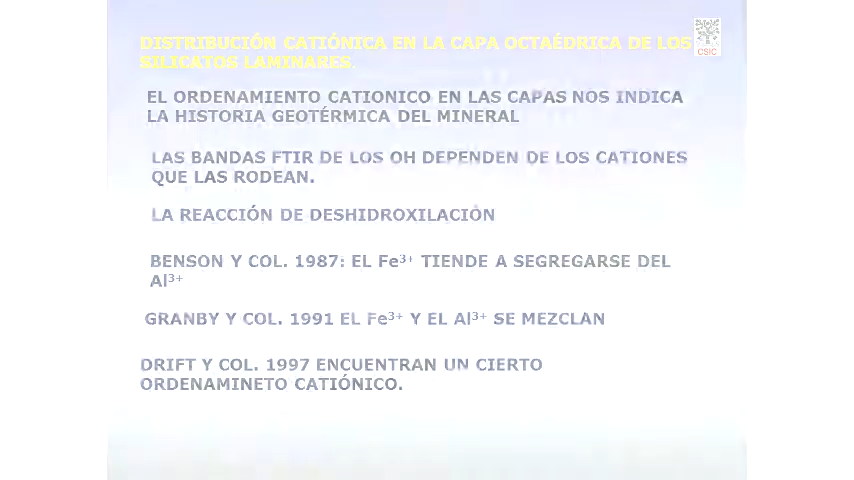 DISTRIBUCIÓN CATIÓNICA EN LA CAPA OCTAÉDRICA DE LOS
SILICATOS LAMINARES.
CSIC
EL ORDENAMIENTO CATIONICO EN LAS CAPAS NOS INDICA
LA HISTORIA GEOTÉRMICA DEL MINERAL
LAS BANDAS FTIR DE LOS OH DEPENDEN DE LOS CATIONES
QUE LAS RODEAN.
LA REACCIÓN DE DESHIDROXILACIÓN
BENSON Y COL. 1987: EL Fe³⁺ TIENDE A SEGREGARSE DEL
Al³⁺
GRANBY Y COL. 1991 EL Fe³⁺ Y EL Al³⁺ SE MEZCLAN
DRIFT Y COL. 1997 ENCUENTRAN UN CIERTO
ORDENAMINETO CATIÓNICO.